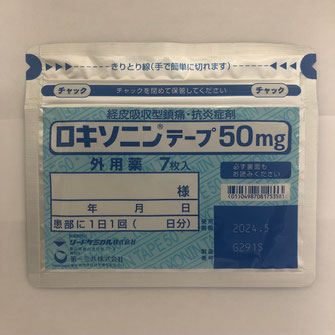 きりとり線(手で簡単に切れます)
チャック チャックを閉めて保管してください チャック
経皮吸収型鎮痛・抗炎症剤
ロキソニン®テープ50mg
外用薬 7枚入
必ず裏面も
お読みください
様
年 月 日
患部に1日1回( 日分)
2024.5
G291S
リードケミカル株式会社
第一三共株式会社